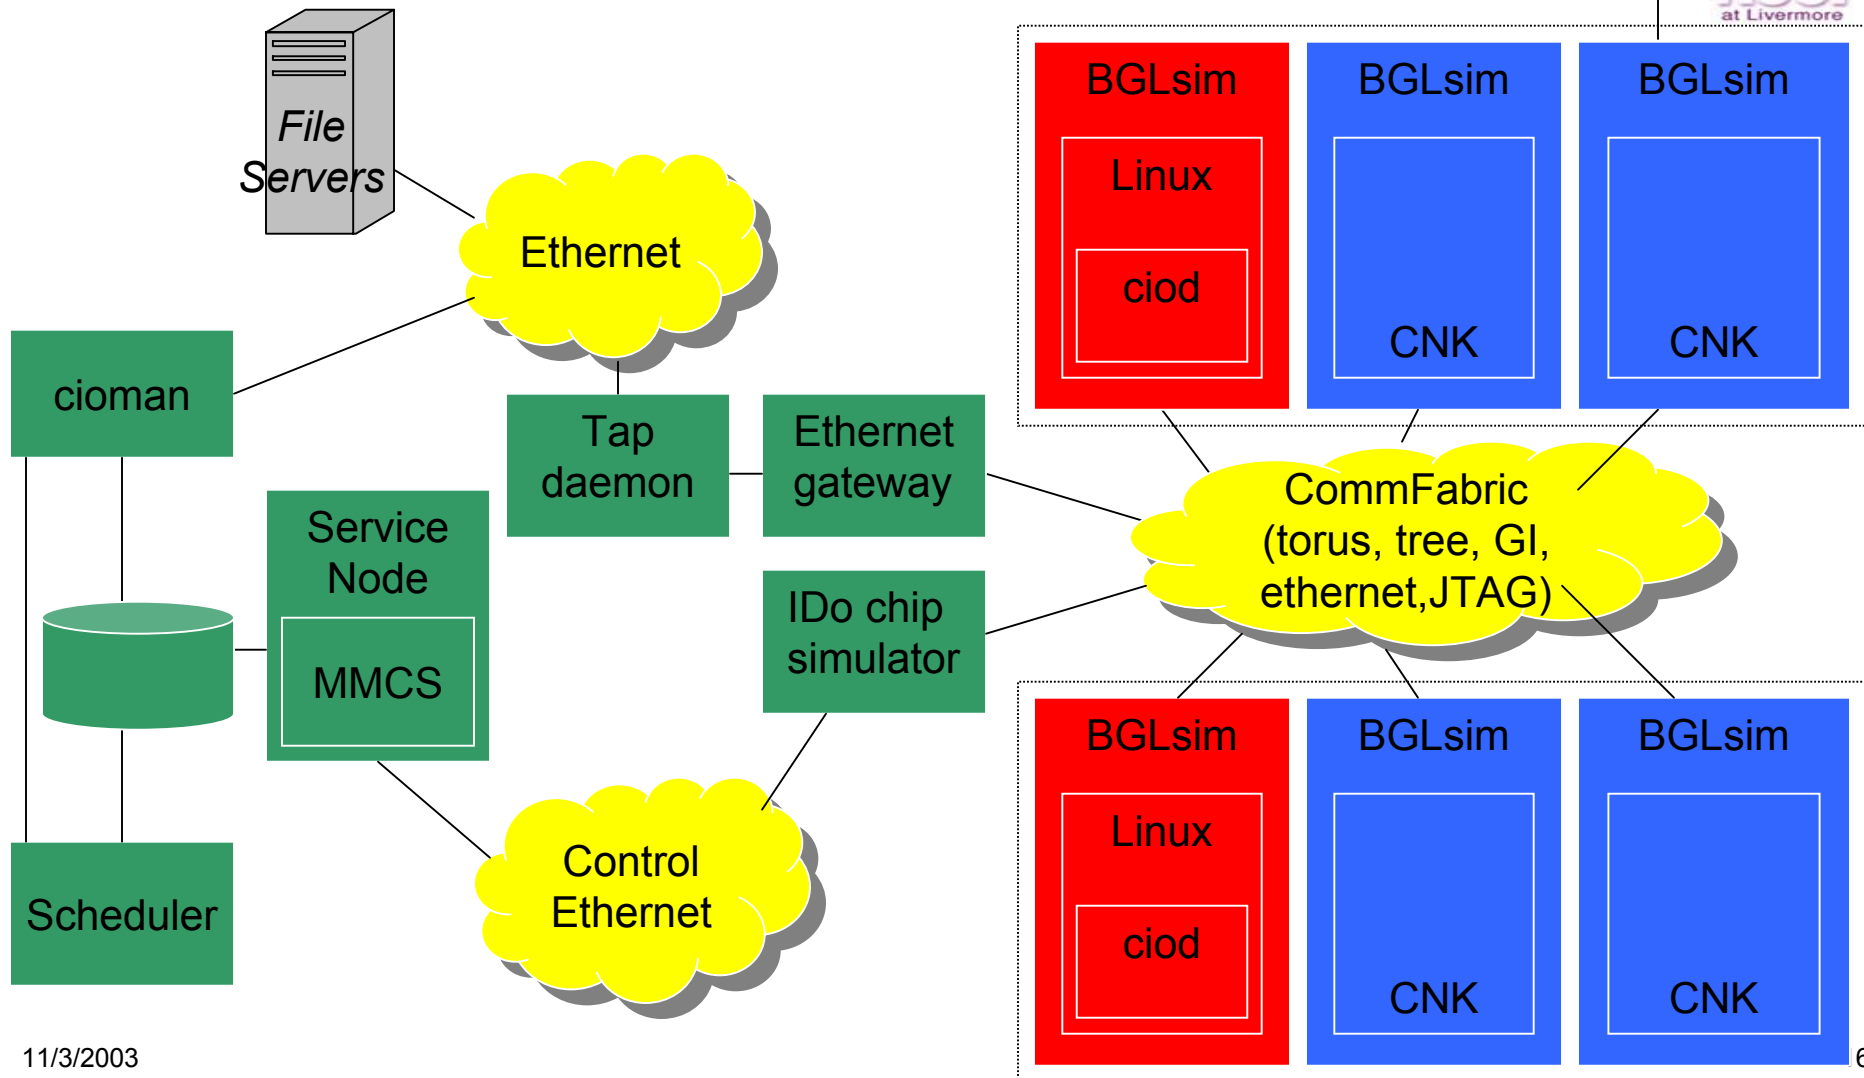 at Livermore
File
Servers
Ethernet
cioman
Tap
daemon
Ethernet
gateway
Service
Node
MMCS
IDo chip
simulator
Control
Ethernet
Scheduler
BGLsim
Linux
ciod
BGLsim
CNK
BGLsim
CNK
CommFabric
(torus, tree, GI,
ethernet,JTAG)
BGLsim
Linux
ciod
BGLsim
CNK
BGLsim
CNK
11/3/2003